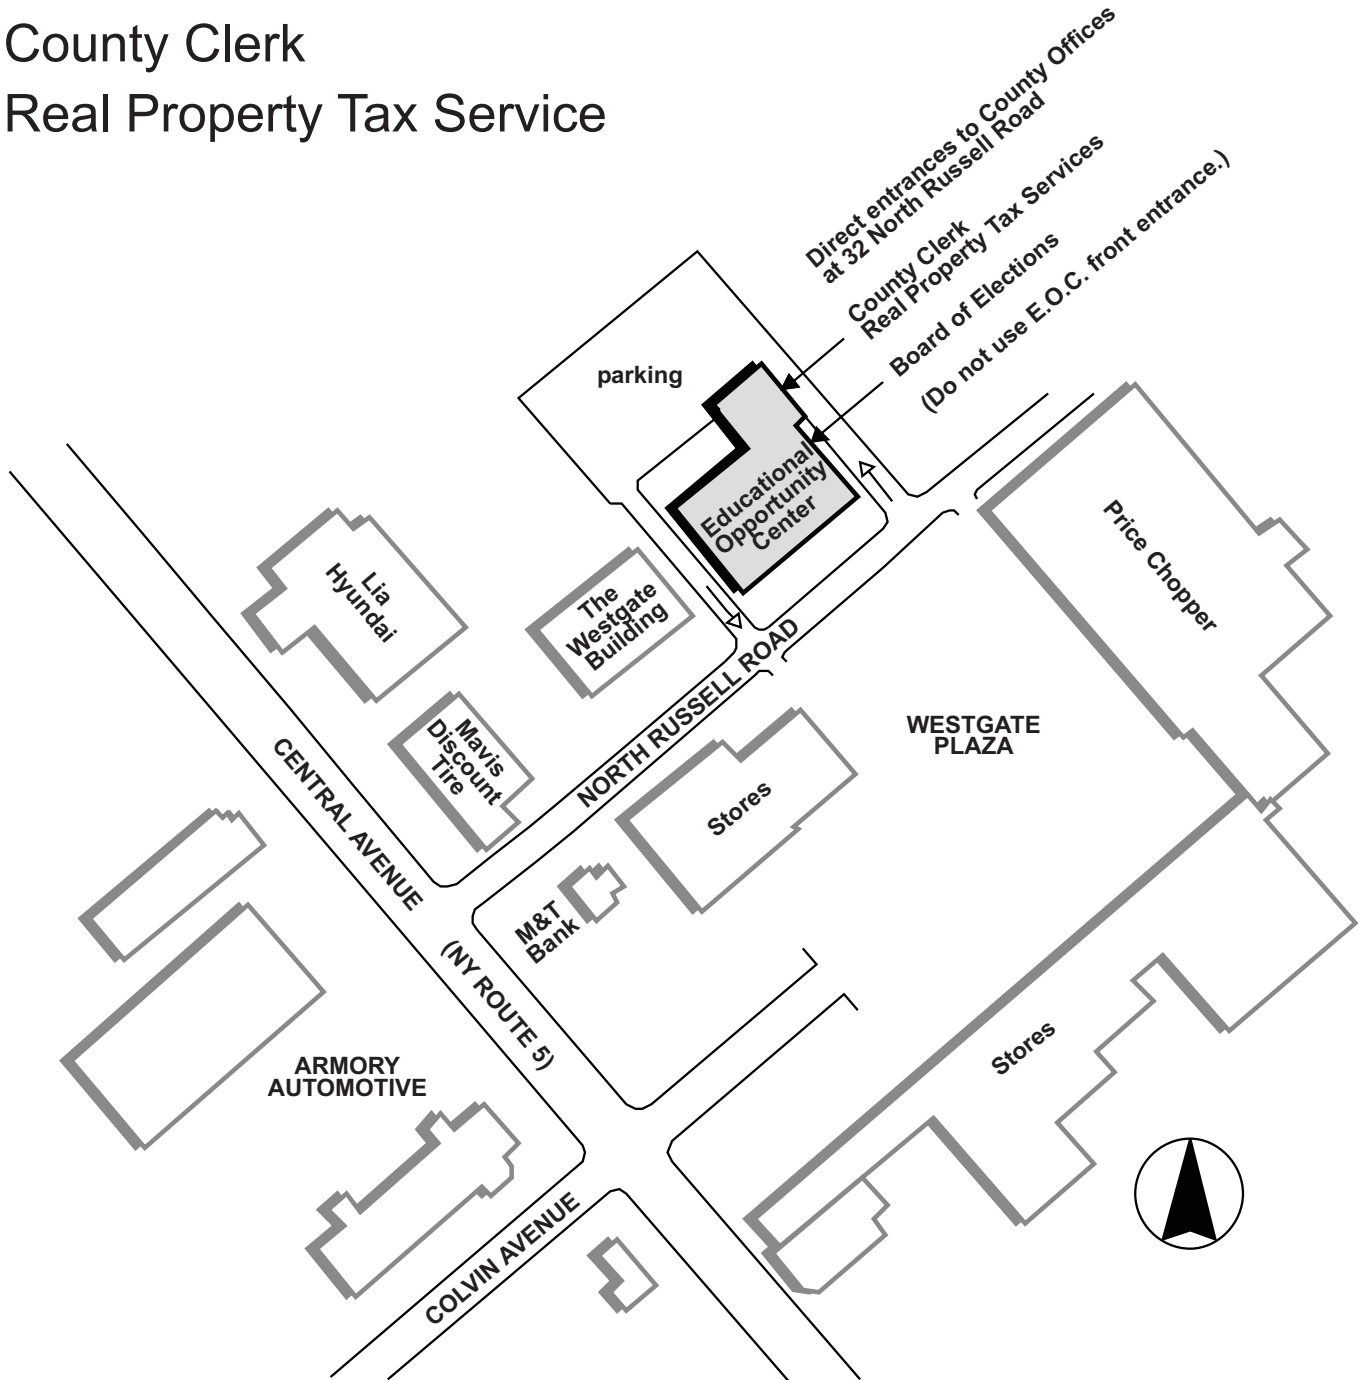 County Clerk
Real Property Tax Service
Direct entrances to County Offices
at 32 North Russell Road
County Clerk
Real Property Tax Services
Board of Elections
(Do not use E.O.C. front entrance.)
parking
Educational
Opportunity
Center
Price Chopper
Lia
Hyundai
The
Westgate
Building
NORTH RUSSELL ROAD
WESTGATE
PLAZA
Mavis
Discount
Tire
CENTRAL AVENUE
(NY ROUTE 5)
Stores
M&T
Bank
ARMORY
AUTOMOTIVE
Stores
COLVIN AVENUE